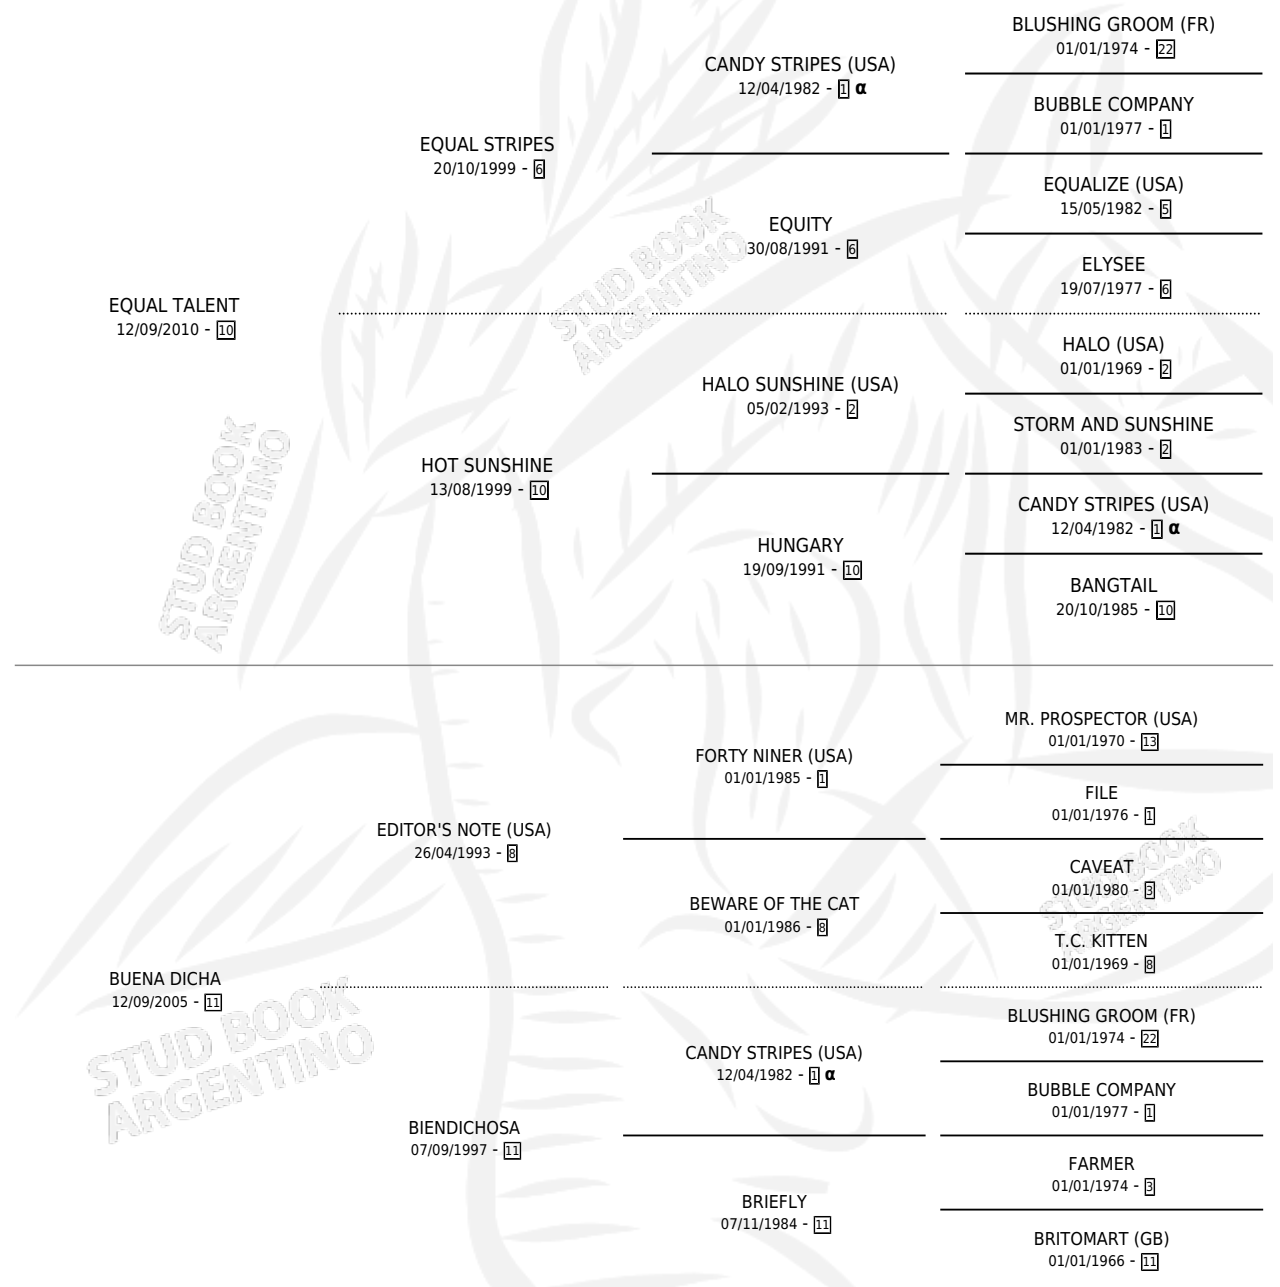 BLUSHING GROOM (FR)
01/01/1974 - 22
CANDY STRIPES (USA)
12/04/1982 - 1 α
BUBBLE COMPANY
01/01/1977 - 1
EQUAL STRIPES
20/10/1999 - 6
EQUALIZE (USA)
15/05/1982 - 5
EQUITY
30/08/1991 - 6
ELYSEE
19/07/1977 - 6
EQUAL TALENT
12/09/2010 - 10
HALO (USA)
01/01/1969 - 2
HALO SUNSHINE (USA)
05/02/1993 - 2
STORM AND SUNSHINE
01/01/1983 - 2
HOT SUNSHINE
13/08/1999 - 10
CANDY STRIPES (USA)
12/04/1982 - 1 α
HUNGARY
19/09/1991 - 10
BANGTAIL
20/10/1985 - 10
STUD BOOK
ARGENTINO
STUD BOOK
ARGENTINO
MR. PROSPECTOR (USA)
01/01/1970 - 13
FORTY NINER (USA)
01/01/1985 - 1
FILE
01/01/1976 - 1
EDITOR'S NOTE (USA)
26/04/1993 - 8
CAVEAT
01/01/1980 - 3
BEWARE OF THE CAT
01/01/1986 - 8
T.C. KITTEN
01/01/1969 - 8
BUENA DICHA
12/09/2005 - 11
BLUSHING GROOM (FR)
01/01/1974 - 22
CANDY STRIPES (USA)
12/04/1982 - 1 α
BUBBLE COMPANY
01/01/1977 - 1
BIENDICHOSA
07/09/1997 - 11
FARMER
01/01/1974 - 3
BRIEFLY
07/11/1984 - 11
BRITOMART (GB)
01/01/1966 - 11
STUD BOOK
ARGENTINO
STUD BOOK
ARGENTINO